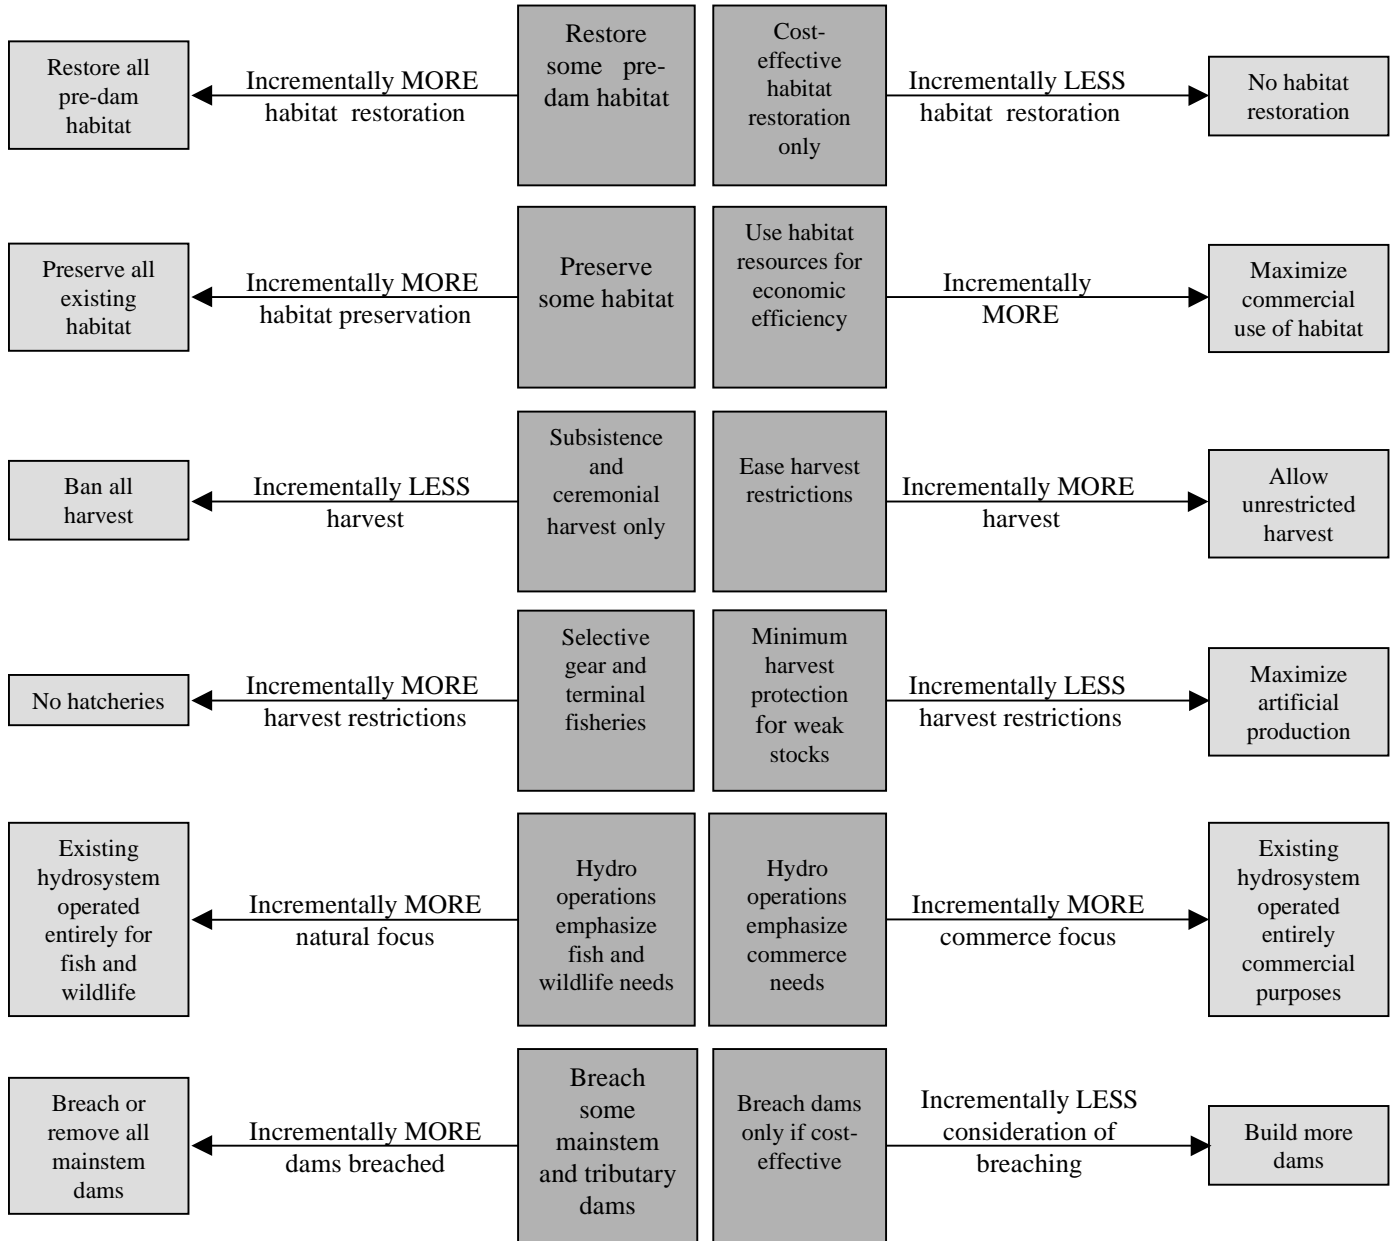 Restore all
pre-dam
habitat
Incrementally MORE
habitat restoration
Restore
some pre-
dam habitat
Cost-
effective
habitat
restoration
only
Incrementally LESS
habitat restoration
No habitat
restoration
Preserve all
existing
habitat
Incrementally MORE
habitat preservation
Preserve
some habitat
Use habitat
resources for
economic
efficiency
Incrementally
MORE
Maximize
commercial
use of habitat
Ban all
harvest
Incrementally LESS
harvest
Subsistence
and
ceremonial
harvest only
Ease harvest
restrictions
Incrementally MORE
harvest
Allow
unrestricted
harvest
No hatcheries
Incrementally MORE
harvest restrictions
Selective
gear and
terminal
fisheries
Minimum
harvest
protection
for weak
stocks
Incrementally LESS
harvest restrictions
Maximize
artificial
production
Existing
hydrosystem
operated
entirely for
fish and
wildlife
Incrementally MORE
natural focus
Hydro
operations
emphasize
fish and
wildlife needs
Hydro
operations
emphasize
commerce
needs
Incrementally MORE
commerce focus
Existing
hydrosystem
operated
entirely
commercial
purposes
Breach or
remove all
mainstem
dams
Incrementally MORE
dams breached
Breach
some
mainstem
and tributary
dams
Breach dams
only if cost-
effective
Incrementally LESS
consideration of
breaching
Build more
dams